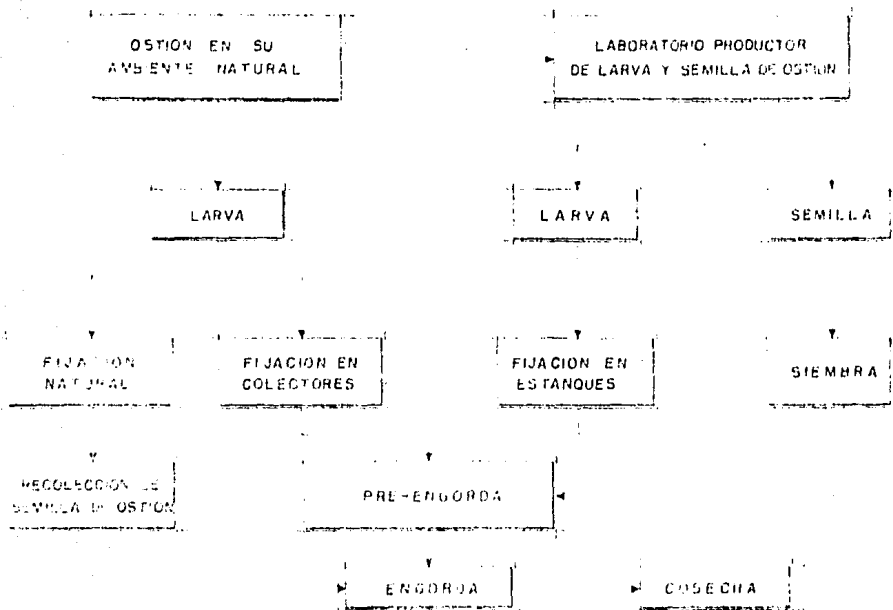 OSTION EN SU
AMBIENTE NATURAL
LABORATORIO PRODUCTOR
DE LARVA Y SEMILLA DE OSTION
LARVA
LARVA
SEMILLA
FIJACION
NATURAL
FIJACION EN
COLECTORES
FIJACION EN
ESTANQUES
SIEMBRA
RECOLECCION DE
SEMILLA DE OSTION
PRE-ENGORDA
ENGORDA
COSECHA